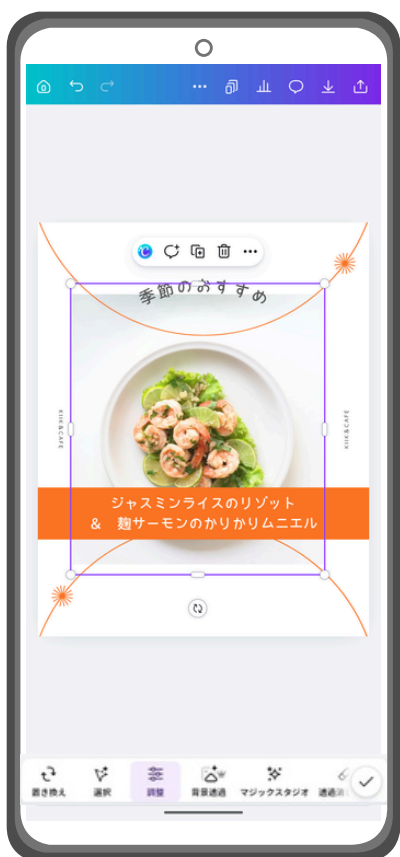 季節のおすすめ
KIIK&CAFE
KIIK&CAFE
ジャスミンライスのリゾット
& 麹サーモンのかりかりムニエル
置き換え
選択
調整
背景透過
マジックスタジオ